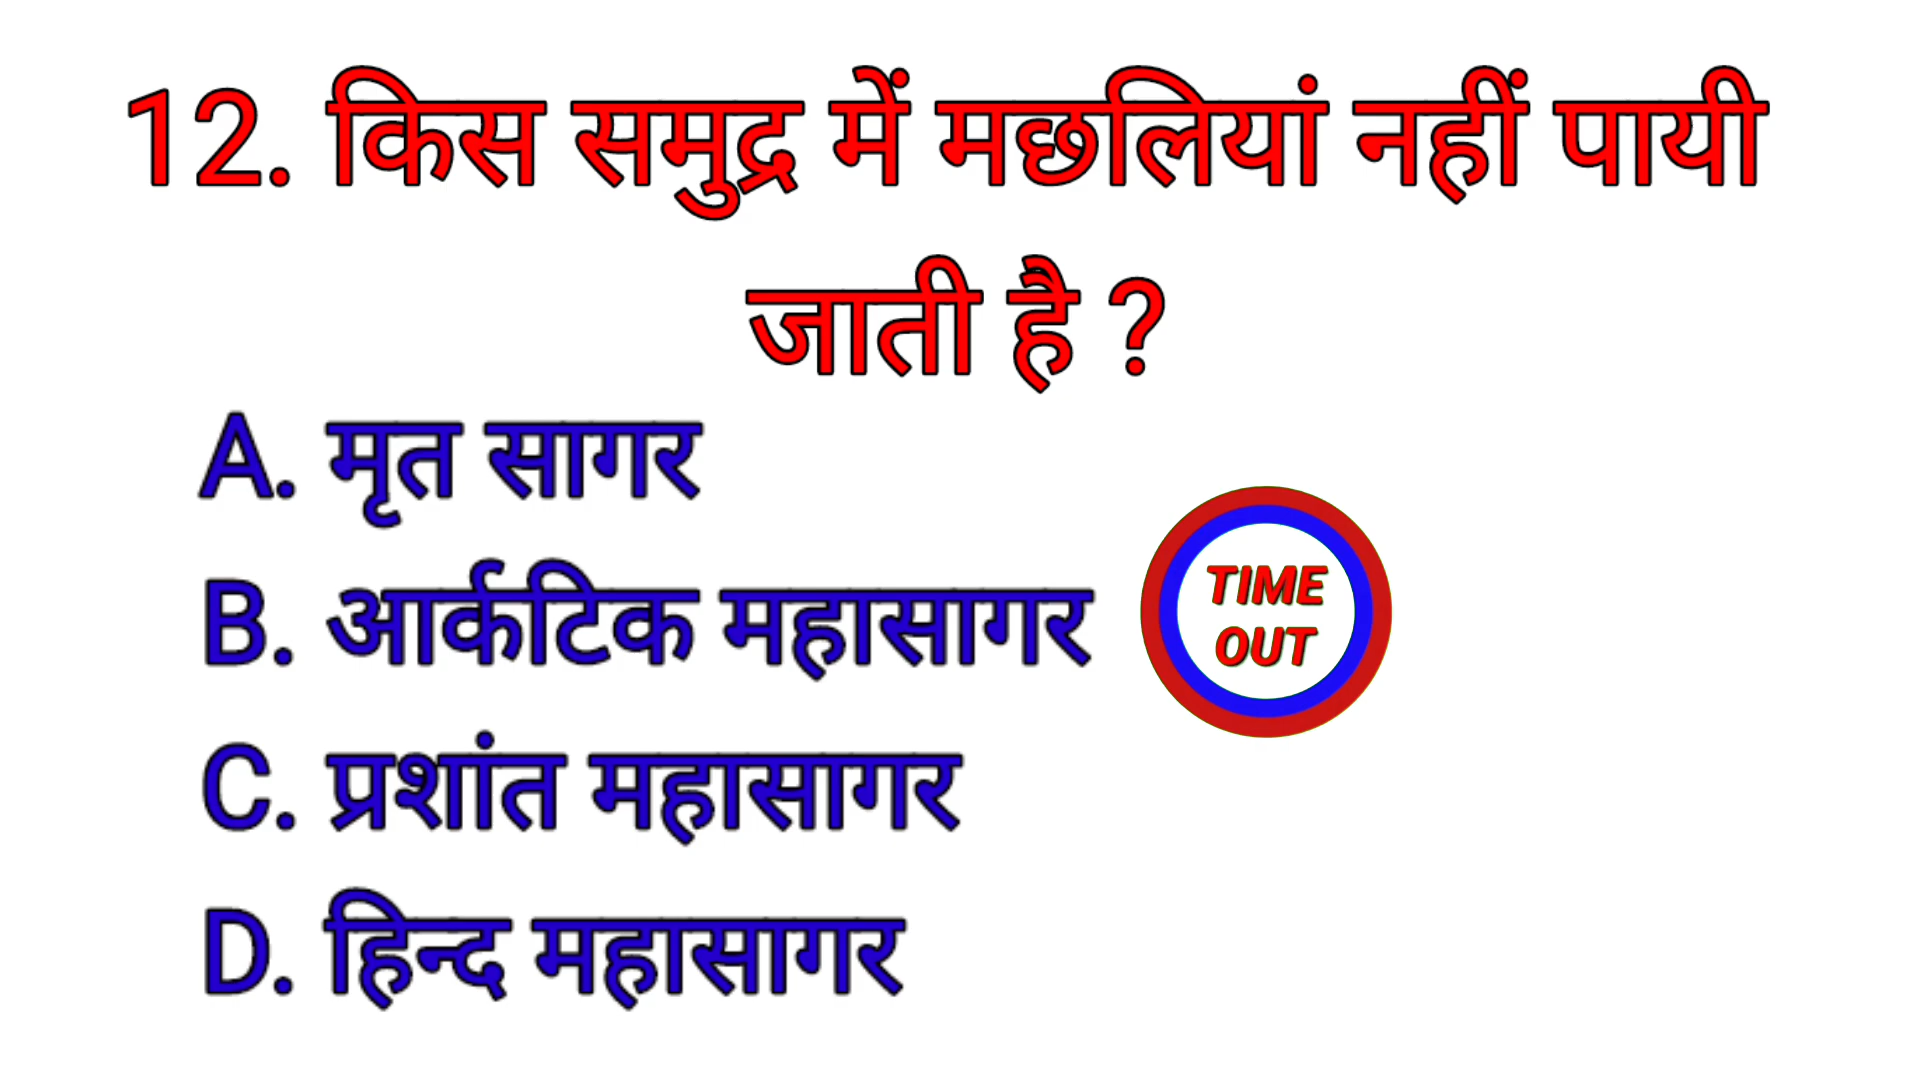 12. किस समुद्र में मछलियां नहीं पायी
जाती है ?
A. मृत सागर
B. आर्कटिक महासागर
TIME
OUT
C. प्रशांत महासागर
D. हिन्द महासागर